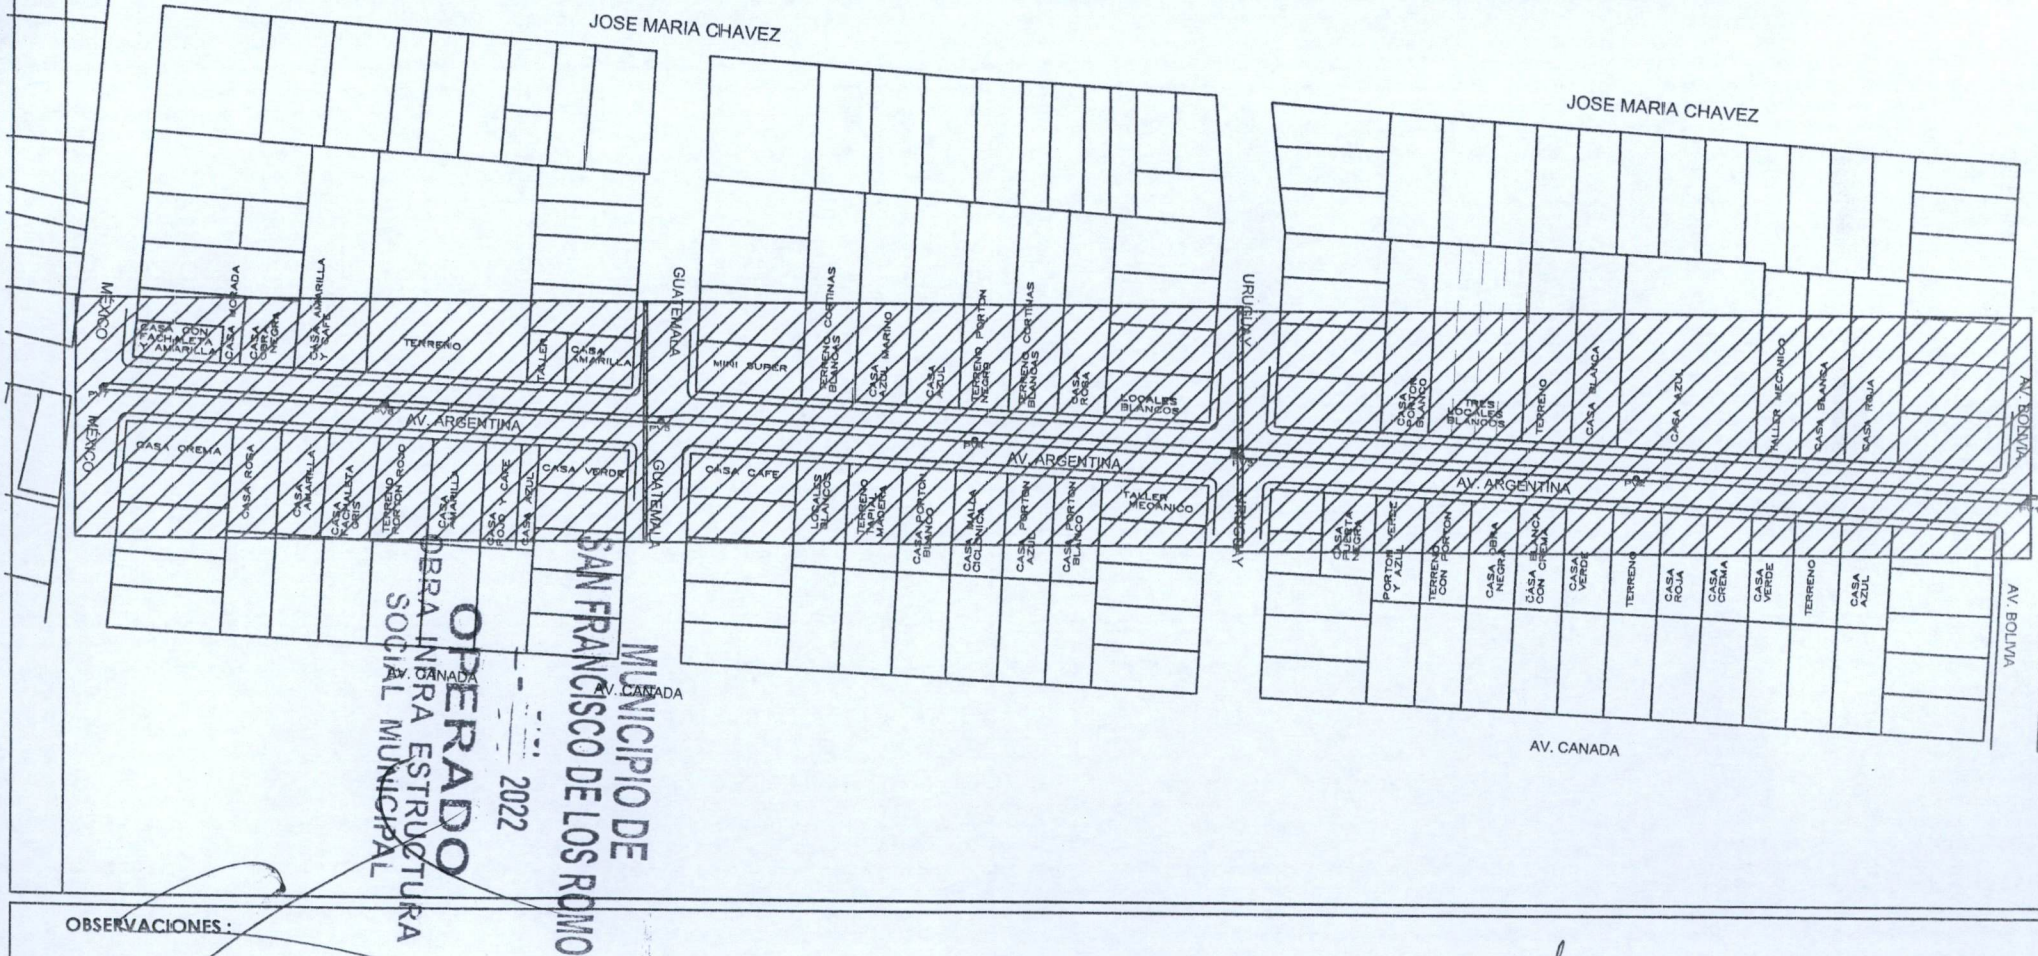 JOSE MARIA CHAVEZ
JOSE MARIA CHAVEZ
MÉXICO
GUATEMALA
URUGUAY
AV. BOLIVIA
CASA CON
FACHALETA
Y AMARILLA
CASA MORADA
CASA
OBRA
NEGRA
CASA AMARILLA
Y CAFE
TERRENO
TALLER
CASA
AMARILLA
MINI SUPER
TERRENO CORTINAS
BLANCAS
CASA
AZUL MARINO
CASA
AZUL
TERRENO PORTON
NEGRO
TERRENO CORTINAS
BLANCAS
CASA
ROSA
LOCALES
BLANCOS
CASA
PORTON
BLANCO
TRES
LOCALES
BLANCOS
TERRENO
CASA BLANCA
CASA AZUL
TALLER MECANICO
CASA BLANCA
CASA ROJA
AV. ARGENTINA
AV. ARGENTINA
AV. ARGENTINA
MÉXICO
CASA CREMA
CASA ROSA
CASA
AMARILLA
CASA
FACHALETA
GRIS
TERRENO
PORTON ROJO
CASA
AMARILLA
CASA
ROJO Y CAFE
CASA AZUL
CASA VERDE
GUATEMALA
CASA CAFE
LOCALES
BLANCOS
TERRENO
TAPIAL
MADERA
CASA PORTON
BLANCO
CASA MALLA
CICLONICA
CASA PORTON
AZUL
CASA PORTON
BLANCO
TALLER
MECANICO
URUGUAY
CASA
PUERTA
NEGRA
PORTON VERDE
Y AZUL
TERRENO
CON PORTON
CASA OBRA
NEGRA
CASA BLANCA
CON CREMA
CASA
VERDE
TERRENO
CASA
ROJA
CASA
CREMA
CASA
VERDE
TERRENO
CASA
AZUL
AV. BOLIVIA
AV. CANADA
AV. CANADA
AV. CANADA
MUNICIPIO DE
SAN FRANCISCO DE LOS ROMO
2022
OPERADO
OBRA INFRA ESTRUCTURA
SOCIAL MUNICIPAL
OBSERVACIONES :